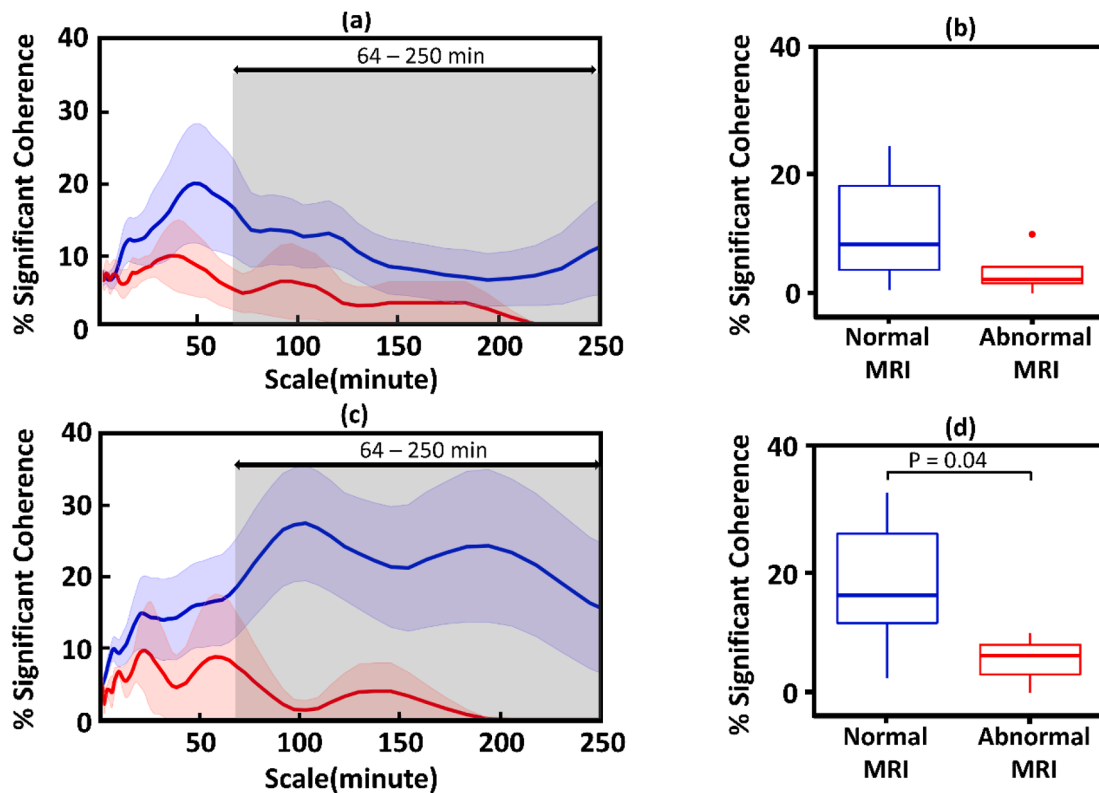 (a)
40
30
20
10
0
% Significant Coherence
64 – 250 min
50
100
150
200
250
Scale(minute)
(b)
40
20
0
% Significant Coherence
Normal
MRI
Abnormal
MRI
(c)
40
30
20
10
0
% Significant Coherence
64 – 250 min
50
100
150
200
250
Scale(minute)
(d)
40
20
0
% Significant Coherence
P = 0.04
Normal
MRI
Abnormal
MRI